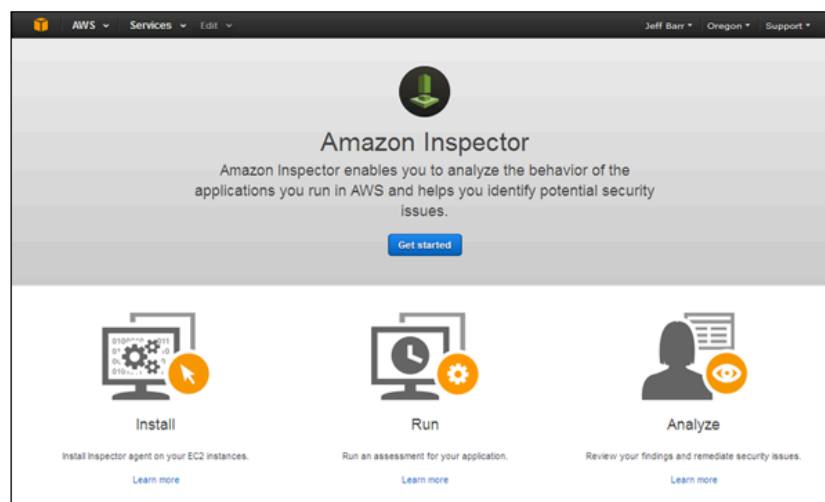 AWS Services Edit Jeff Barr Oregon Support
Amazon Inspector
Amazon Inspector enables you to analyze the behavior of the
applications you run in AWS and helps you identify potential security
issues.
Get started
Install Run Analyze
Install Inspector agent on your EC2 instances. Run an assessment for your application. Review your findings and remediate security issues.
Learn more Learn more Learn more